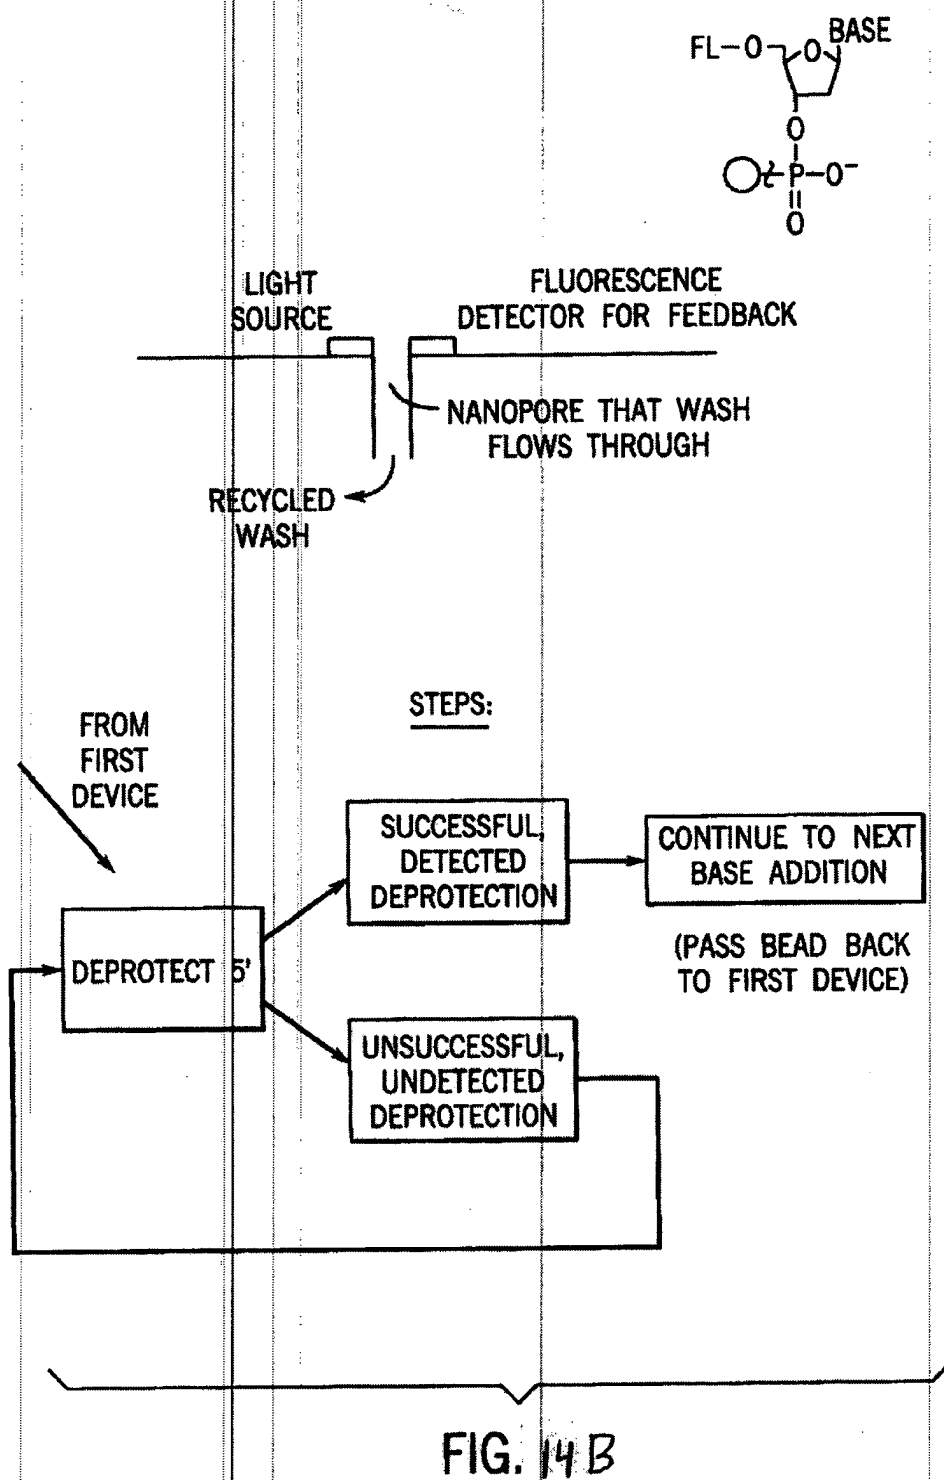 BASE
FL-O
O
O
P-O⁻
O
LIGHT
SOURCE
FLUORESCENCE
DETECTOR FOR FEEDBACK
NANOPORE THAT WASH
FLOWS THROUGH
RECYCLED
WASH
STEPS:
FROM
FIRST
DEVICE
SUCCESSFUL,
DETECTED
DEPROTECTION
CONTINUE TO NEXT
BASE ADDITION
(PASS BEAD BACK
TO FIRST DEVICE)
DEPROTECT 5'
UNSUCCESSFUL,
UNDETECTED
DEPROTECTION
FIG. 14B